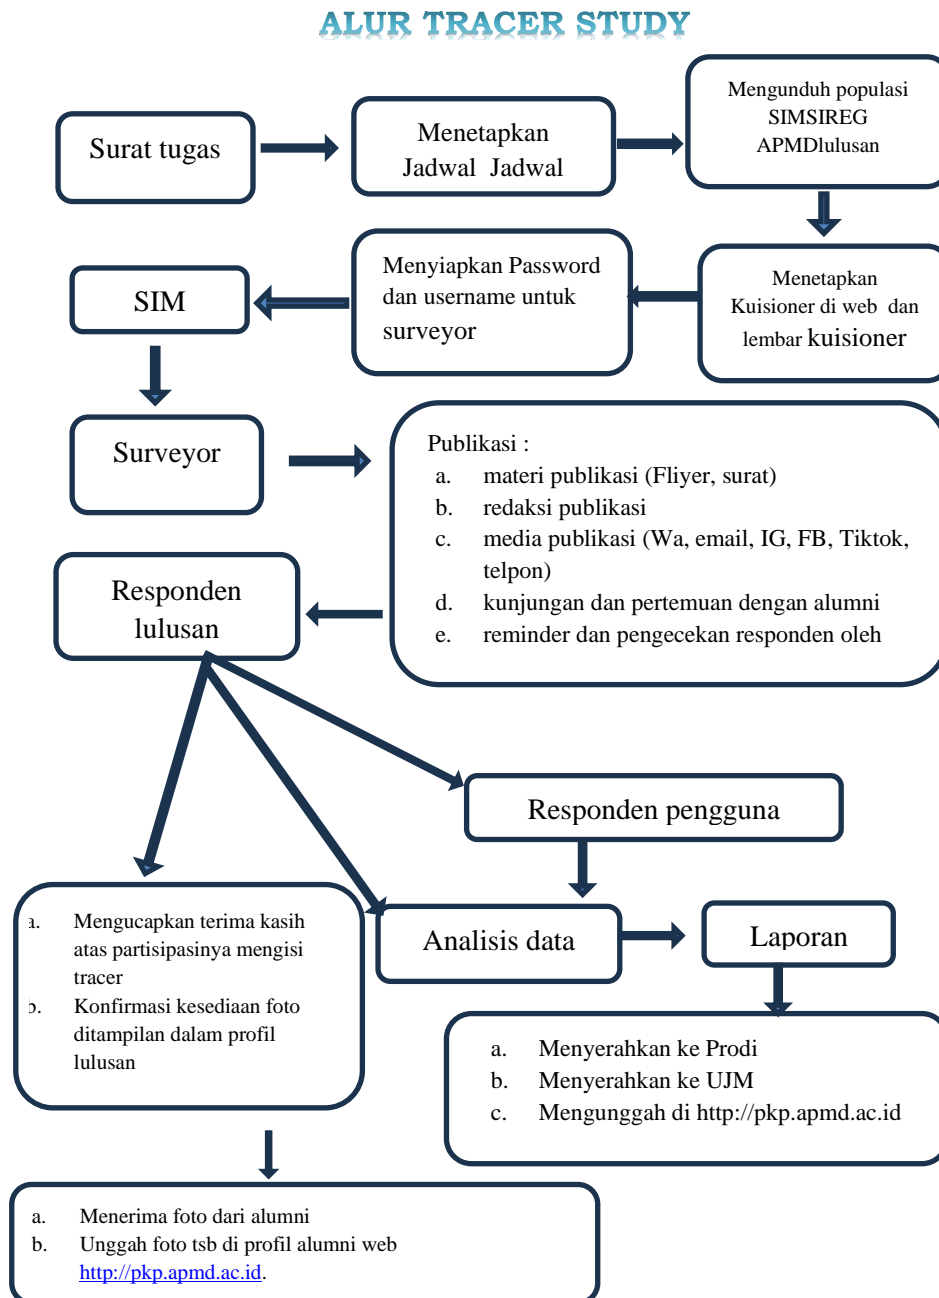 ALUR TRACER STUDY
Surat tugas
Menetapkan
Jadwal Jadwal
Mengunduh populasi
SIMSIREG
APMDlulusan
Menetapkan
Kuisioner di web dan
lembar kuisioner
Menyiapkan Password
dan username untuk
surveyor
SIM
Surveyor
Publikasi :
a. materi publikasi (Fliyer, surat)
b. redaksi publikasi
c. media publikasi (Wa, email, IG, FB, Tiktok,
telpon)
d. kunjungan dan pertemuan dengan alumni
e. reminder dan pengecekan responden oleh
Responden
lulusan
Responden pengguna
a. Mengucapkan terima kasih
atas partisipasinya mengisi
tracer
b. Konfirmasi kesediaan foto
ditampilan dalam profil
lulusan
Analisis data
Laporan
a. Menyerahkan ke Prodi
b. Menyerahkan ke UJM
c. Mengunggah di http://pkp.apmd.ac.id
a. Menerima foto dari alumni
b. Unggah foto tsb di profil alumni web
http://pkp.apmd.ac.id.